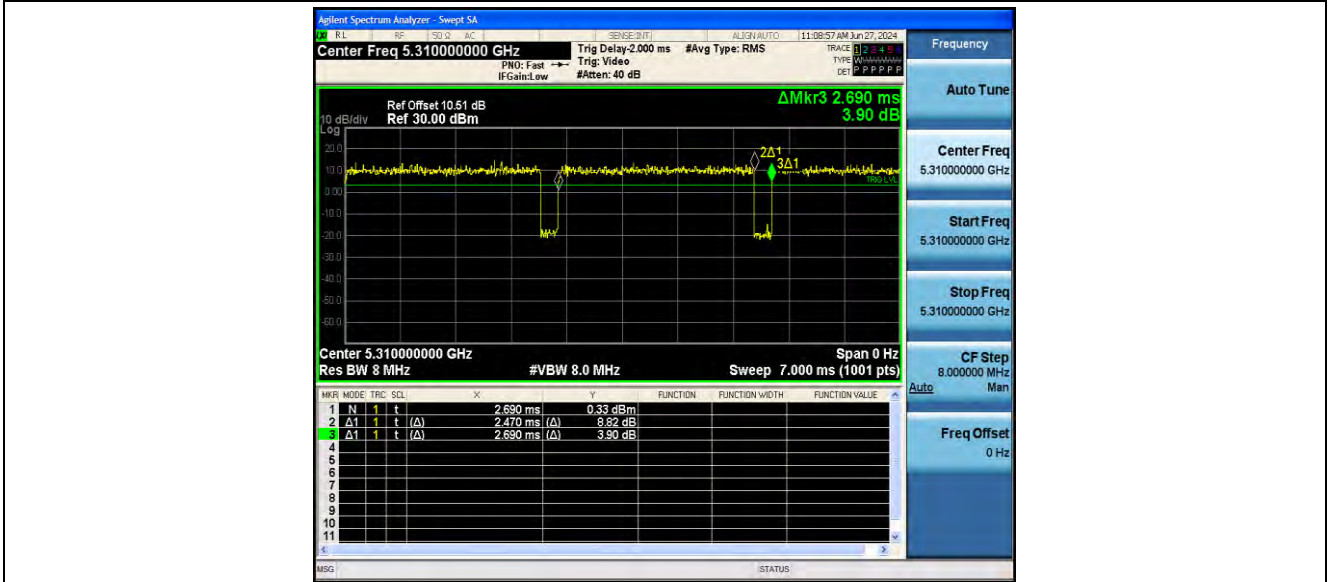 Agilent Spectrum Analyzer - Swept SA
RL RF 50 Ω AC SENSE:INT ALIGN AUTO 11:08:57 AM Jun 27, 2024
Center Freq 5.310000000 GHz
PNO: Fast
IFGain:Low
Trig Delay-2.000 ms
Trig: Video
#Atten: 40 dB
#Avg Type: RMS
TRACE 1 2 3 4 5 6
TYPE W
DET P P P P P P
Frequency
Auto Tune
ΔMkr3 2.690 ms
3.90 dB
Ref Offset 10.51 dB
10 dB/div Ref 30.00 dBm
Log
20.0
10.0
0.00
-10.0
-20.0
-30.0
-40.0
-50.0
-60.0
2Δ1
3Δ1
TRIG LVL
Center 5.310000000 GHz Span 0 Hz
Res BW 8 MHz #VBW 8.0 MHz Sweep 7.000 ms (1001 pts)
Center Freq
5.310000000 GHz
Start Freq
5.310000000 GHz
Stop Freq
5.310000000 GHz
CF Step
8.000000 MHz
Auto Man
Freq Offset
0 Hz
MKR MODE TRC SCL X Y FUNCTION FUNCTION WIDTH FUNCTION VALUE
1 N 1 t 2.690 ms 0.33 dBm
2 Δ1 1 t (Δ) 2.470 ms (Δ) 8.82 dB
3 Δ1 1 t (Δ) 2.690 ms (Δ) 3.90 dB
4
5
6
7
8
9
10
11
MSG STATUS